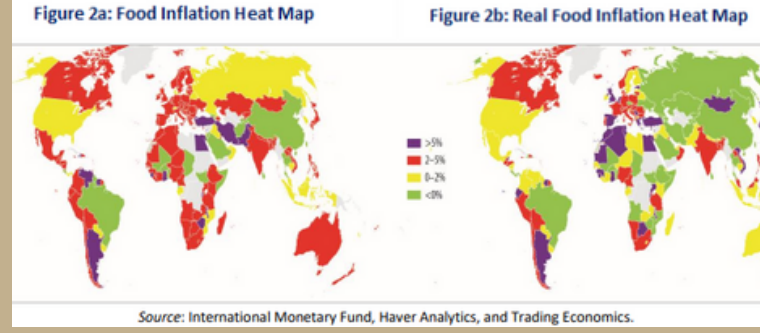 Figure 2a: Food Inflation Heat Map
Figure 2b: Real Food Inflation Heat Map
>5%
2-5%
0-2%
<0%
Source: International Monetary Fund, Haver Analytics, and Trading Economics.